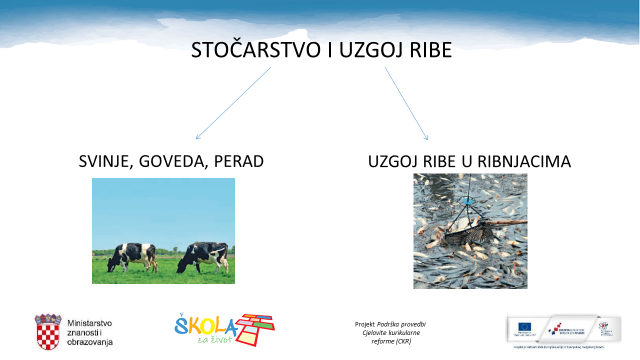 STOČARSTVO I UZGOJ RIBE
SVINJE, GOVEDA, PERAD
UZGOJ RIBE U RIBNJACIMA
Ministarstvo
znanosti i
obrazovanja
ŠKOLA
za život
Projekt Podrška provedbi
Cjelovite kurikularne
reforme (CKR)